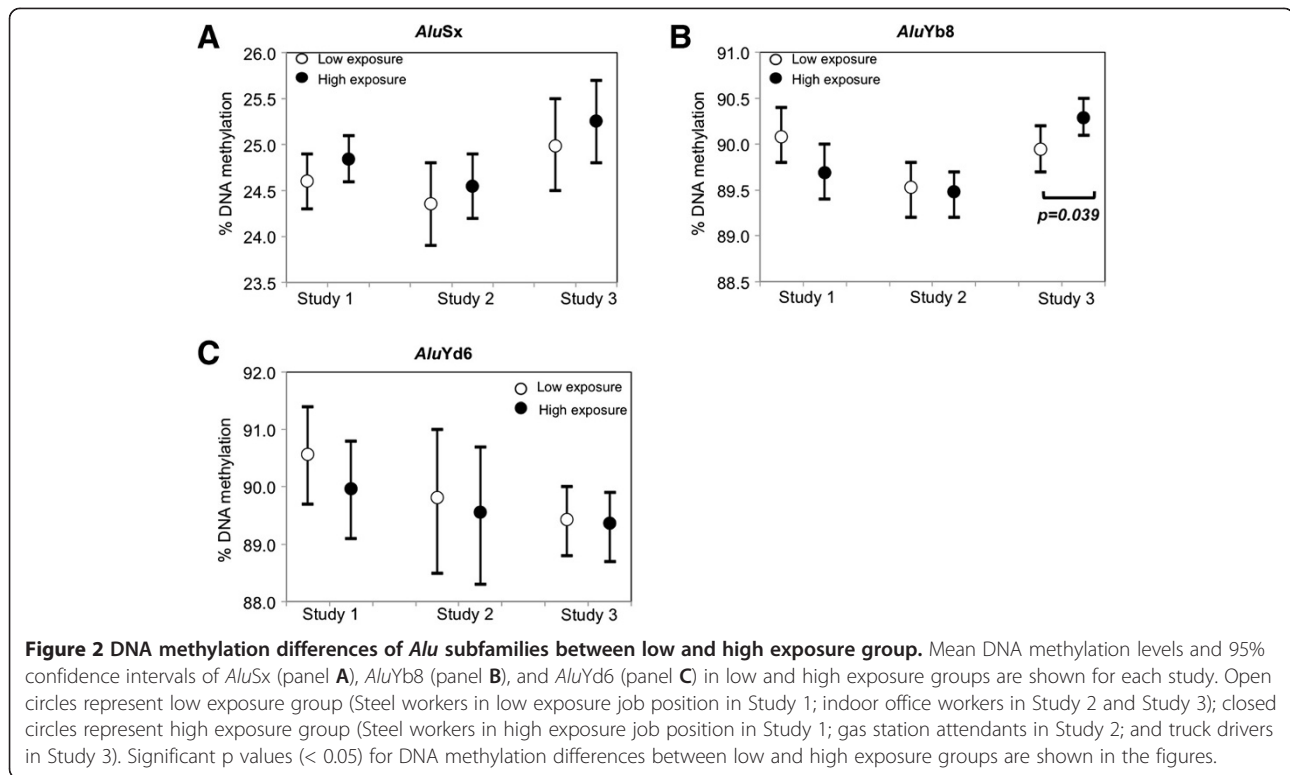 A
AluSx
Low exposure
High exposure
% DNA methylation
26.0
25.5
25.0
24.5
24.0
23.5
Study 1
Study 2
Study 3
B
AluYb8
Low exposure
High exposure
% DNA methylation
91.0
90.5
90.0
89.5
89.0
88.5
p=0.039
Study 1
Study 2
Study 3
C
AluYd6
Low exposure
High exposure
% DNA methylation
92.0
91.0
90.0
89.0
88.0
Study 1
Study 2
Study 3
Figure 2 DNA methylation differences of Alu subfamilies between low and high exposure group. Mean DNA methylation levels and 95%
confidence intervals of AluSx (panel A), AluYb8 (panel B), and AluYd6 (panel C) in low and high exposure groups are shown for each study. Open
circles represent low exposure group (Steel workers in low exposure job position in Study 1; indoor office workers in Study 2 and Study 3); closed
circles represent high exposure group (Steel workers in high exposure job position in Study 1; gas station attendants in Study 2; and truck drivers
in Study 3). Significant p values (< 0.05) for DNA methylation differences between low and high exposure groups are shown in the figures.